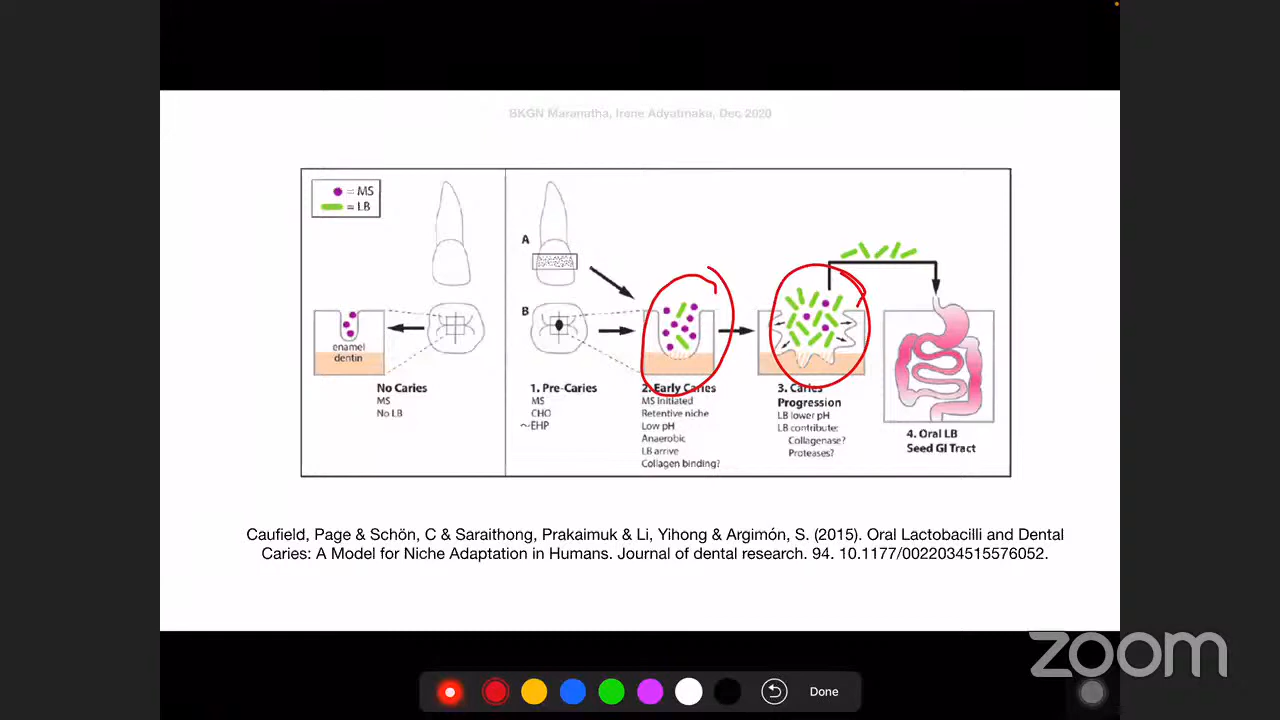 BKGN Maranatha, Irene Adyatmaka, Dec 2020
= MS
= LB
A
B
enamel
dentin
No Caries
MS
No LB
1. Pre-Caries
MS
CHO
~EHP
2. Early Caries
MS Initiated
Retentive niche
Low pH
Anaerobic
LB arrive
Collagen binding?
3. Caries
Progression
LB lower pH
LB contribute:
Collagenase?
Proteases?
4. Oral LB
Seed GI Tract
Caufield, Page & Schön, C & Saraithong, Prakaimuk & Li, Yihong & Argimón, S. (2015). Oral Lactobacilli and Dental
Caries: A Model for Niche Adaptation in Humans. Journal of dental research. 94. 10.1177/0022034515576052.
zoom
Done